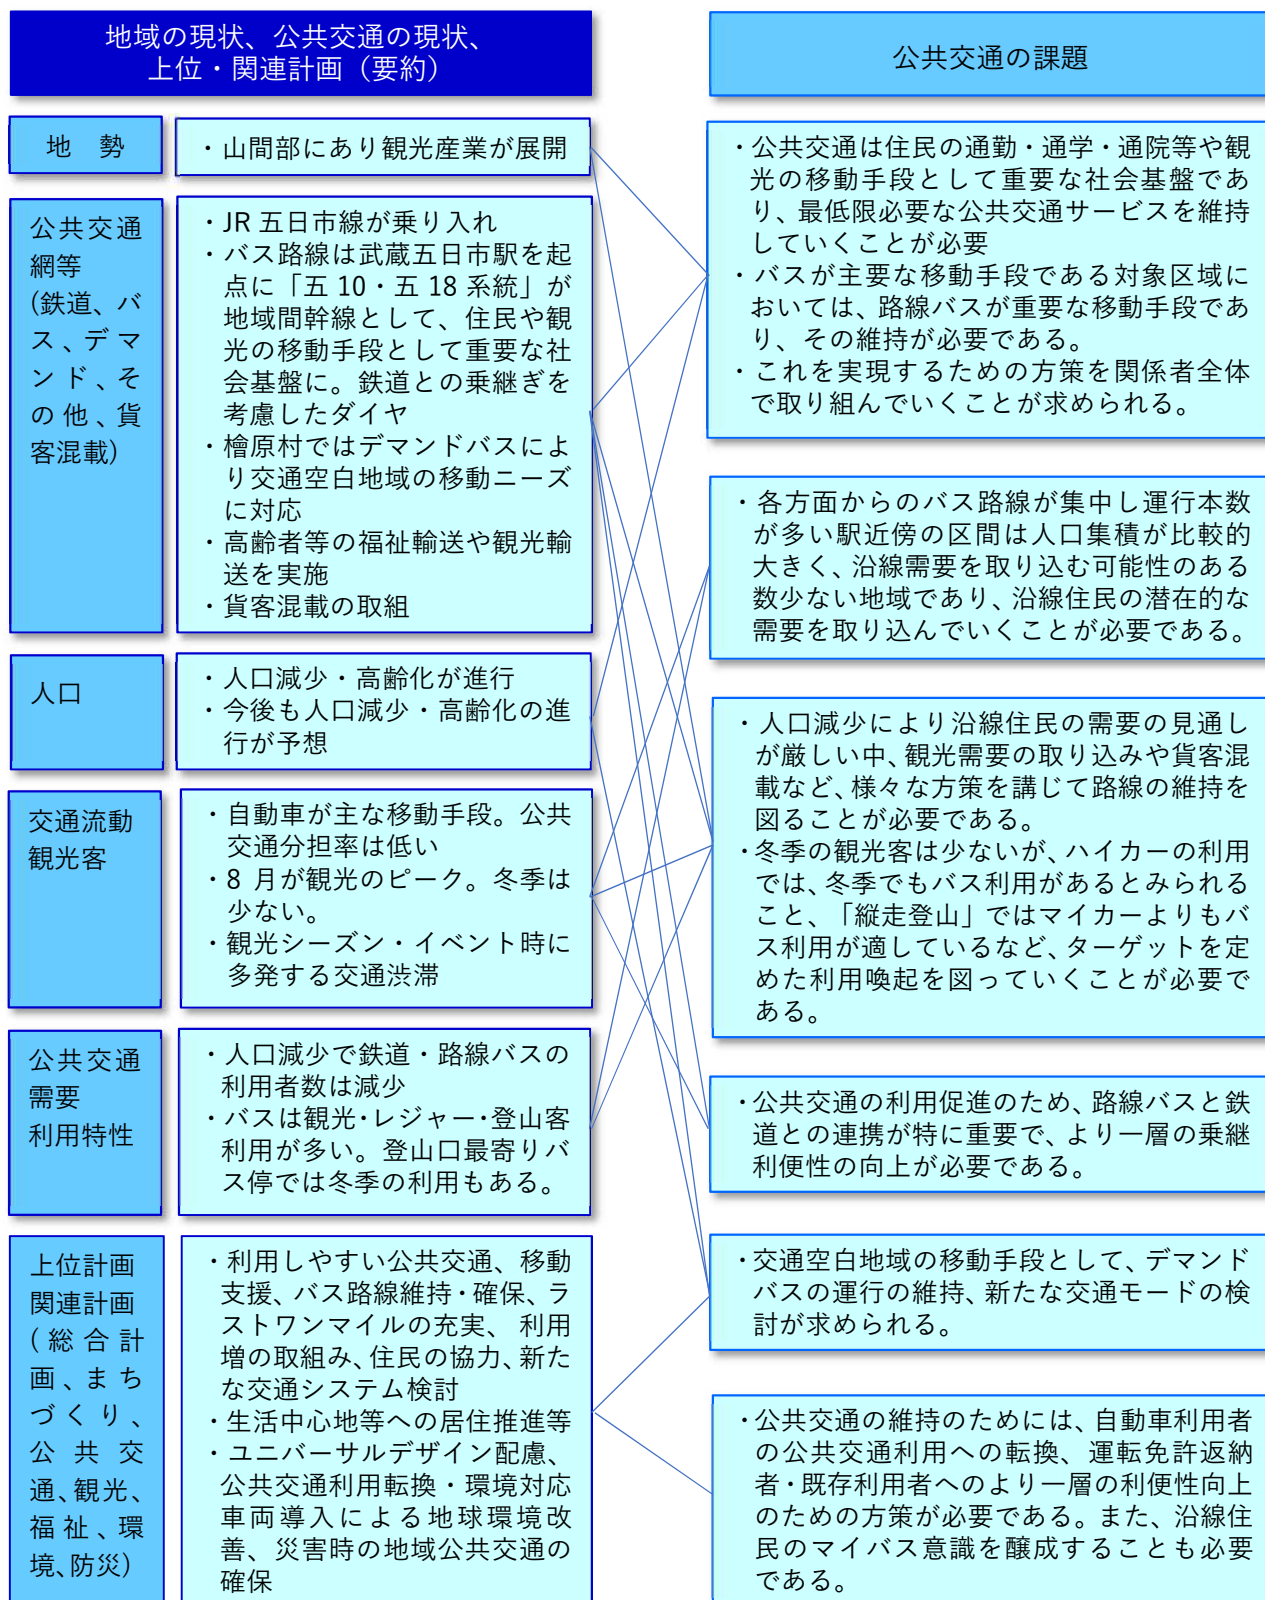 地域の現状、公共交通の現状、
上位・関連計画（要約）
公共交通の課題
地　勢
・山間部にあり観光産業が展開
公共交通
網等
(鉄道、バ
ス、デマ
ンド、そ
の他、貨
客混載)
・JR 五日市線が乗り入れ
・バス路線は武蔵五日市駅を起
点に「五 10・五 18 系統」が
地域間幹線として、住民や観
光の移動手段として重要な社
会基盤に。鉄道との乗継ぎを
考慮したダイヤ
・檜原村ではデマンドバスによ
り交通空白地域の移動ニーズ
に対応
・高齢者等の福祉輸送や観光輸
送を実施
・貨客混載の取組
人口
・人口減少・高齢化が進行
・今後も人口減少・高齢化の進
行が予想
交通流動
観光客
・自動車が主な移動手段。公共
交通分担率は低い
・8 月が観光のピーク。冬季は
少ない。
・観光シーズン・イベント時に
多発する交通渋滞
公共交通
需要
利用特性
・人口減少で鉄道・路線バスの
利用者数は減少
・バスは観光・レジャー・登山客
利用が多い。登山口最寄りバ
ス停では冬季の利用もある。
上位計画
関連計画
(総合計
画、まち
づくり、
公共交
通、観光、
福祉、環
境、防災)
・利用しやすい公共交通、移動
支援、バス路線維持・確保、ラ
ストワンマイルの充実、利用
増の取組み、住民の協力、新た
な交通システム検討
・生活中心地等への居住推進等
・ユニバーサルデザイン配慮、
公共交通利用転換・環境対応
車両導入による地球環境改
善、災害時の地域公共交通の
確保
・公共交通は住民の通勤・通学・通院等や観
光の移動手段として重要な社会基盤であ
り、最低限必要な公共交通サービスを維持
していくことが必要
・バスが主要な移動手段である対象区域に
おいては、路線バスが重要な移動手段であ
り、その維持が必要である。
・これを実現するための方策を関係者全体
で取り組んでいくことが求められる。
・各方面からのバス路線が集中し運行本数
が多い駅近傍の区間は人口集積が比較的
大きく、沿線需要を取り込む可能性のある
数少ない地域であり、沿線住民の潜在的な
需要を取り込んでいくことが必要である。
・人口減少により沿線住民の需要の見通し
が厳しい中、観光需要の取り込みや貨客混
載など、様々な方策を講じて路線の維持を
図ることが必要である。
・冬季の観光客は少ないが、ハイカーの利用
では、冬季でもバス利用があるとみられる
こと、「縦走登山」ではマイカーよりもバ
ス利用が適しているなど、ターゲットを定
めた利用喚起を図っていくことが必要で
ある。
・公共交通の利用促進のため、路線バスと鉄
道との連携が特に重要で、より一層の乗継
利便性の向上が必要である。
・交通空白地域の移動手段として、デマンド
バスの運行の維持、新たな交通モードの検
討が求められる。
・公共交通の維持のためには、自動車利用者
の公共交通利用への転換、運転免許返納
者・既存利用者へのより一層の利便性向上
のための方策が必要である。また、沿線住
民のマイバス意識を醸成することも必要
である。